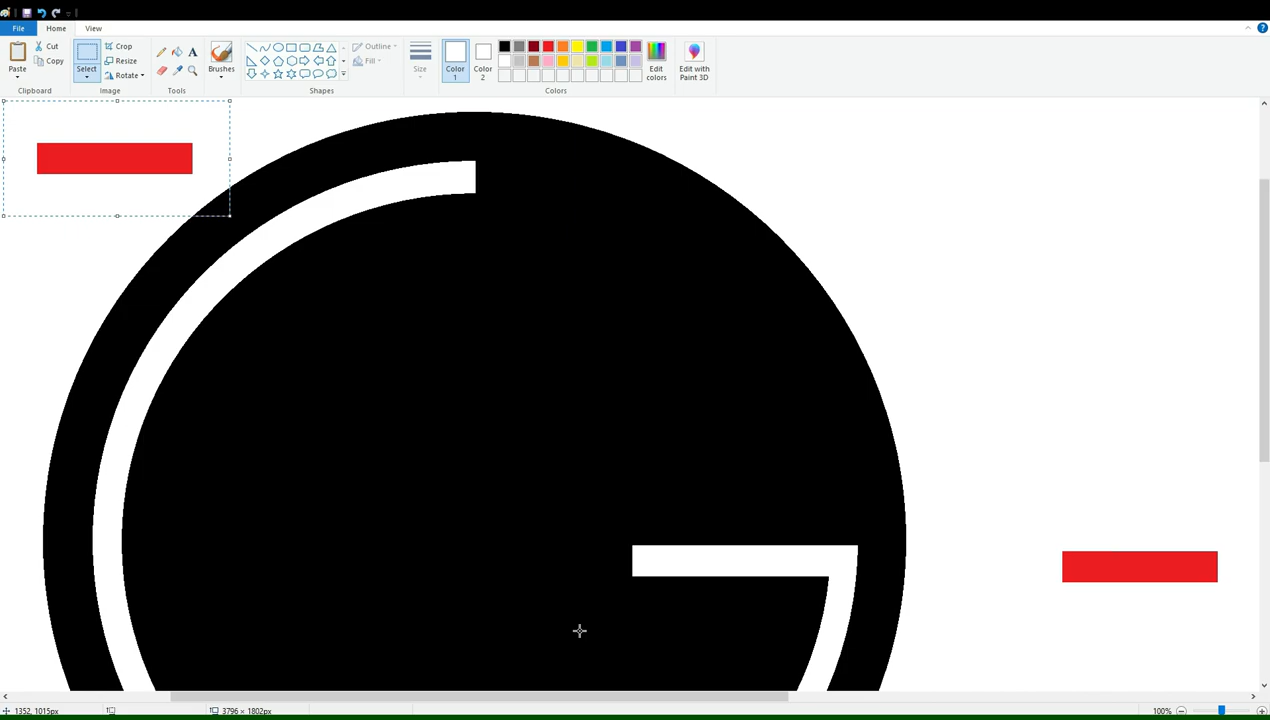 File Home View
Paste Cut Copy
Clipboard
Select Crop Resize Rotate
Image
A
Tools
Brushes
Outline Fill
Shapes
Size
Color 1
Color 2
Edit colors
Colors
Edit with Paint 3D
1352, 1015px 3796 × 1802px 100%